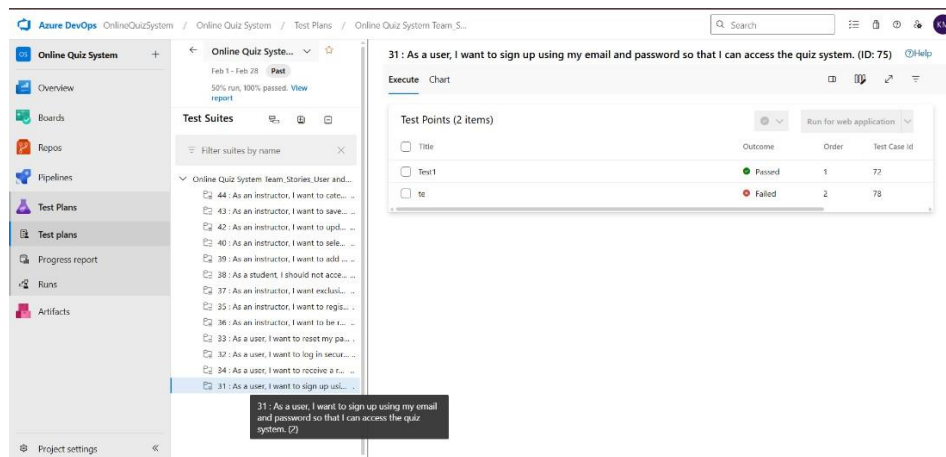 Azure DevOps OnlineQuizSystem / Online Quiz System / Test Plans / Online Quiz System Team_S...
Search
KM
OS Online Quiz System
Overview
Boards
Repos
Pipelines
Test Plans
Test plans
Progress report
Runs
Artifacts
Project settings
Online Quiz Syste...
Feb 1 - Feb 28 Past
50% run, 100% passed. View
report
Test Suites
Filter suites by name
Online Quiz System Team_Stories_User and...
44 : As an instructor, I want to cate...
43 : As an instructor, I want to save...
42 : As an instructor, I want to upd...
40 : As an instructor, I want to sele...
39 : As an instructor, I want to add ...
38 : As a student, I should not acce...
37 : As an instructor, I want exclusi...
35 : As an instructor, I want to regis...
36 : As an instructor, I want to be r...
33 : As a user, I want to reset my pa...
32 : As a user, I want to log in secur...
34 : As a user, I want to receive a r...
31 : As a user, I want to sign up usi...
31 : As a user, I want to sign up using my email
and password so that I can access the quiz
system. (2)
31 : As a user, I want to sign up using my email and password so that I can access the quiz system. (ID: 75)
Help
Execute Chart
Test Points (2 items)
Run for web application
Title Outcome Order Test Case Id
Test1 Passed 1 72
te Failed 2 78